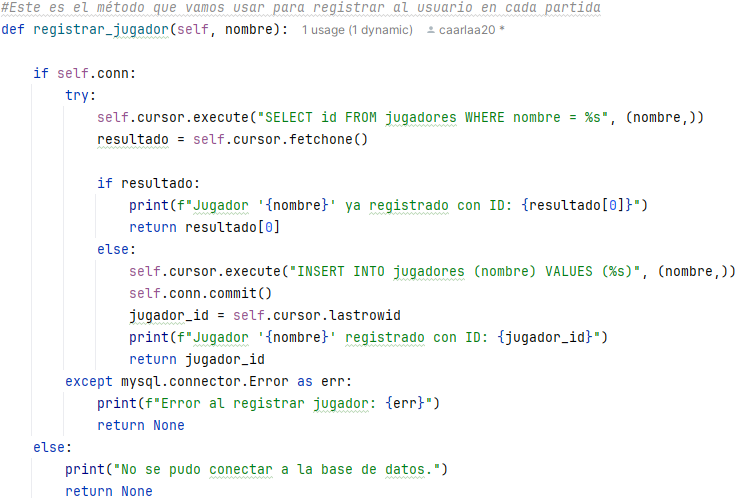 #Este es el método que vamos usar para registrar al usuario en cada partida
def registrar_jugador(self, nombre): 1 usage (1 dynamic) caarlaa20 *
if self.conn:
try:
self.cursor.execute("SELECT id FROM jugadores WHERE nombre = %s", (nombre,))
resultado = self.cursor.fetchone()
if resultado:
print(f"Jugador '{nombre}' ya registrado con ID: {resultado[0]}")
return resultado[0]
else:
self.cursor.execute("INSERT INTO jugadores (nombre) VALUES (%s)", (nombre,))
self.conn.commit()
jugador_id = self.cursor.lastrowid
print(f"Jugador '{nombre}' registrado con ID: {jugador_id}")
return jugador_id
except mysql.connector.Error as err:
print(f"Error al registrar jugador: {err}")
return None
else:
print("No se pudo conectar a la base de datos.")
return None